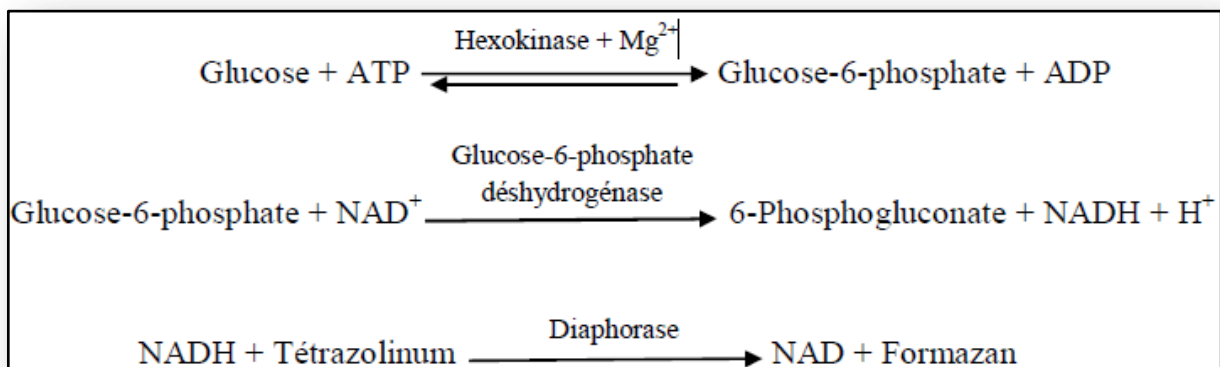 Hexokinase + Mg²⁺
Glucose + ATP Glucose-6-phosphate + ADP
Glucose-6-phosphate
déshydrogénase
Glucose-6-phosphate + NAD⁺ 6-Phosphogluconate + NADH + H⁺
Diaphorase
NADH + Tétrazolinum NAD + Formazan